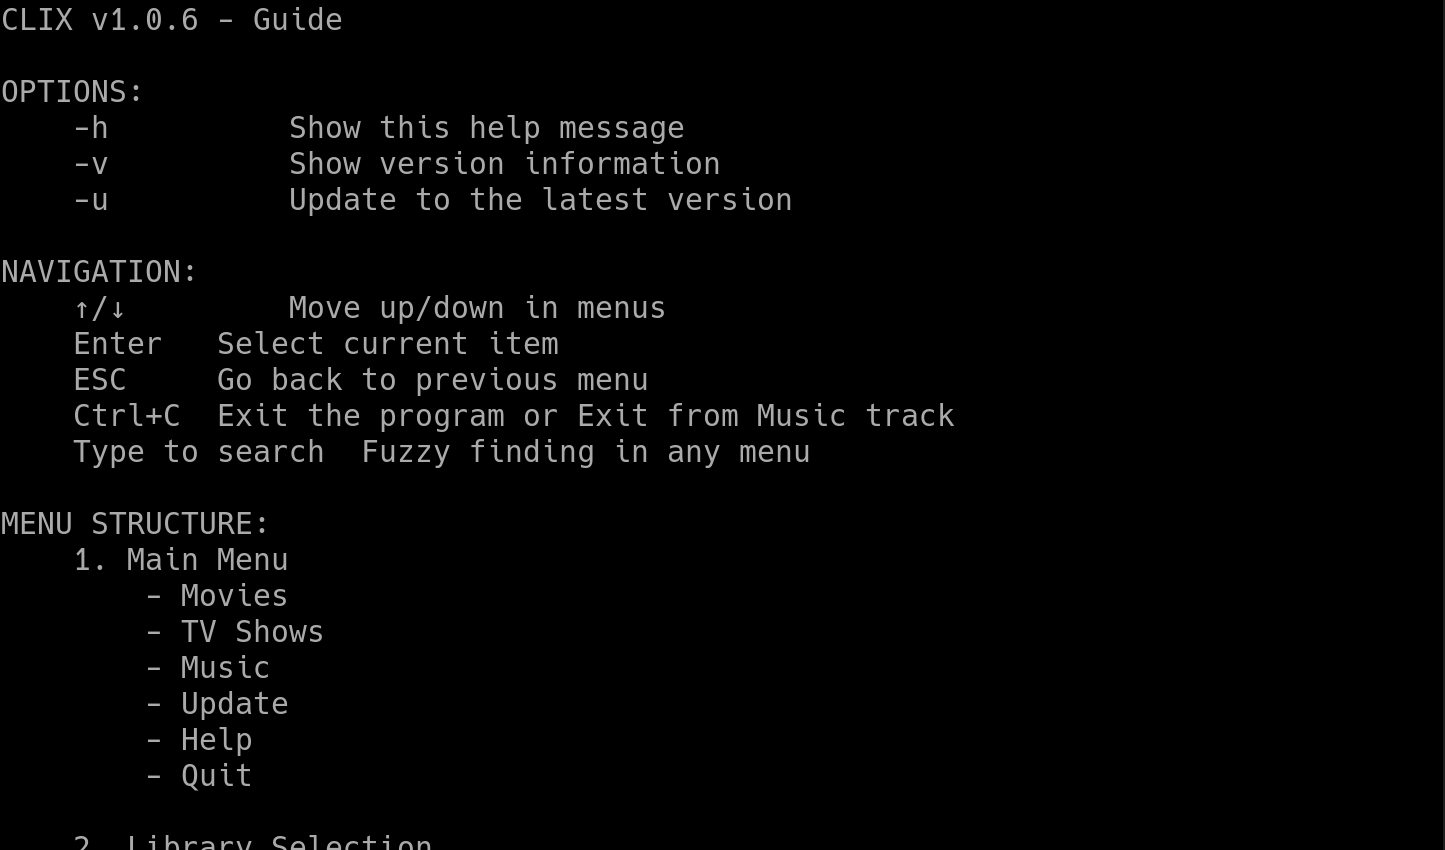 CLIX v1.0.6 - Guide

OPTIONS:
    -h          Show this help message
    -v          Show version information
    -u          Update to the latest version

NAVIGATION:
    ↑/↓         Move up/down in menus
    Enter   Select current item
    ESC     Go back to previous menu
    Ctrl+C  Exit the program or Exit from Music track
    Type to search  Fuzzy finding in any menu

MENU STRUCTURE:
    1. Main Menu
        - Movies
        - TV Shows
        - Music
        - Update
        - Help
        - Quit

    2. Library Selection